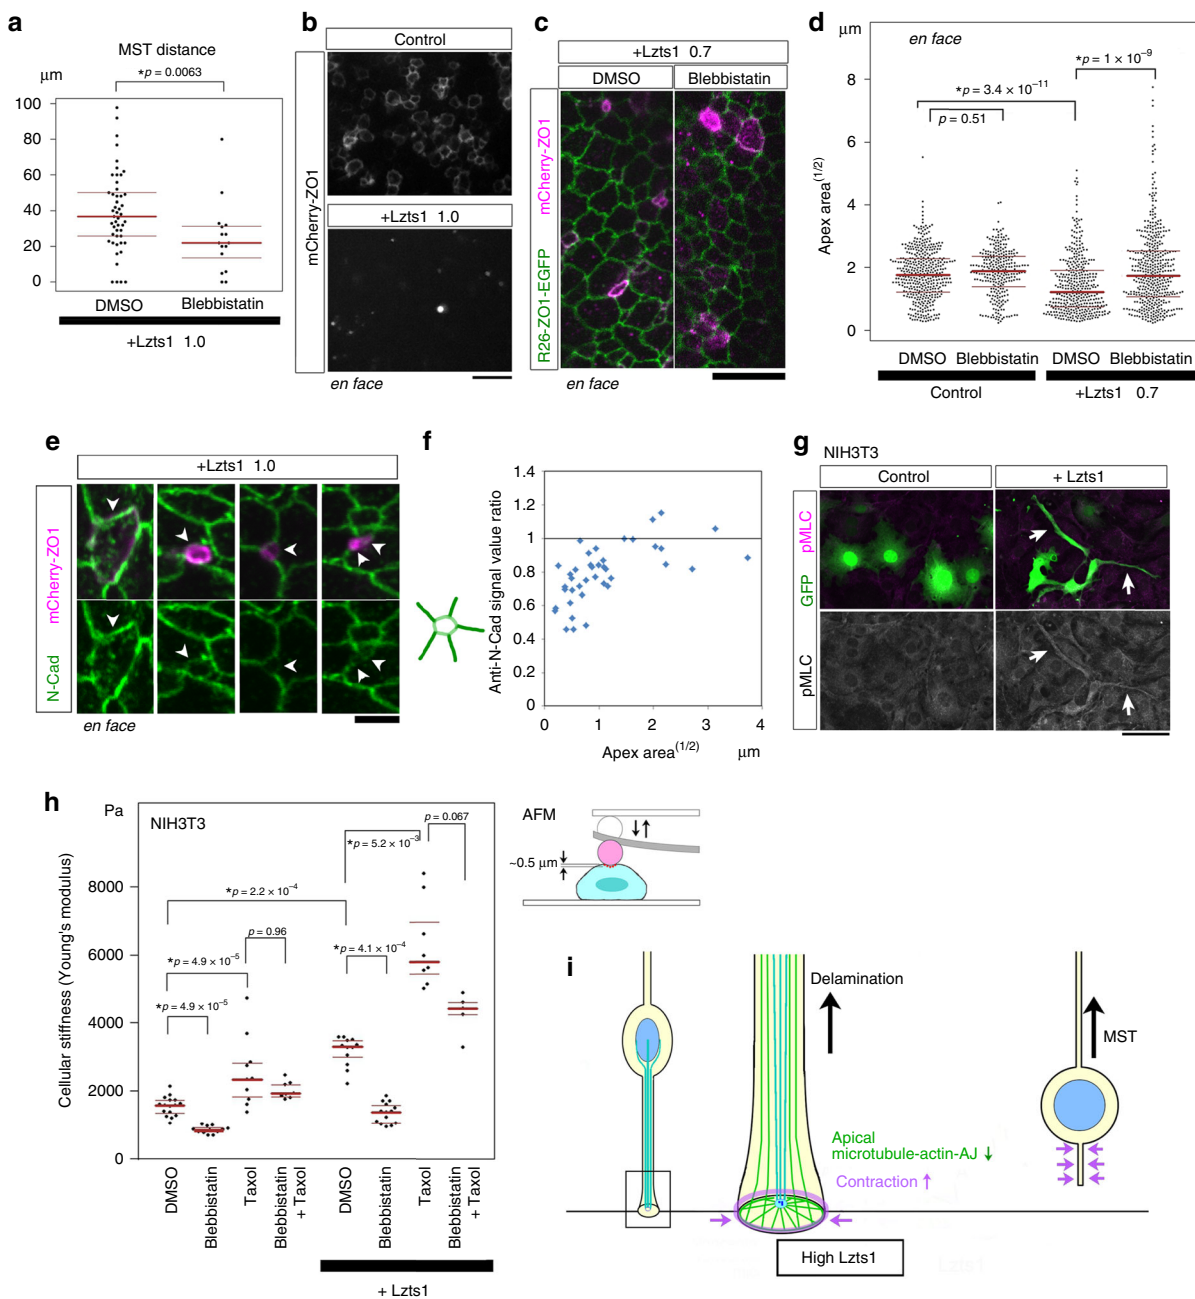 a
MST distance
μm
*p = 0.0063
100
80
60
40
20
0
DMSO
Blebbistatin
+Lzts1 1.0
b
Control
+Lzts1 1.0
mCherry-ZO1
en face
c
+Lzts1 0.7
DMSO
Blebbistatin
R26-ZO1-EGFP mCherry-ZO1
en face
d
μm
en face
*p = 1 × 10−9
*p = 3.4 × 10−11
p = 0.51
8
6
4
2
0
Apex area(1/2)
DMSO Blebbistatin
DMSO Blebbistatin
Control
+Lzts1 0.7
e
+Lzts1 1.0
N-Cad mCherry-ZO1
en face
f
1.4
1.2
1
0.8
0.6
0.4
0.2
0
Anti-N-Cad signal value ratio
0 1 2 3 4
Apex area(1/2) μm
g
NIH3T3
Control
+ Lzts1
GFP pMLC
pMLC
h
Pa
NIH3T3
p = 0.067
*p = 5.2 × 10−3
*p = 2.2 × 10−4
p = 0.96
*p = 4.1 × 10−4
*p = 4.9 × 10−5
*p = 4.9 × 10−5
8000
6000
4000
2000
0
Cellular stiffness (Young's modulus)
DMSO
Blebbistatin
Taxol
Blebbistatin
+ Taxol
DMSO
Blebbistatin
Taxol
Blebbistatin
+ Taxol
+ Lzts1
AFM
~0.5 μm
i
Delamination
MST
Apical
microtubule-actin-AJ ↓
Contraction ↑
High Lzts1